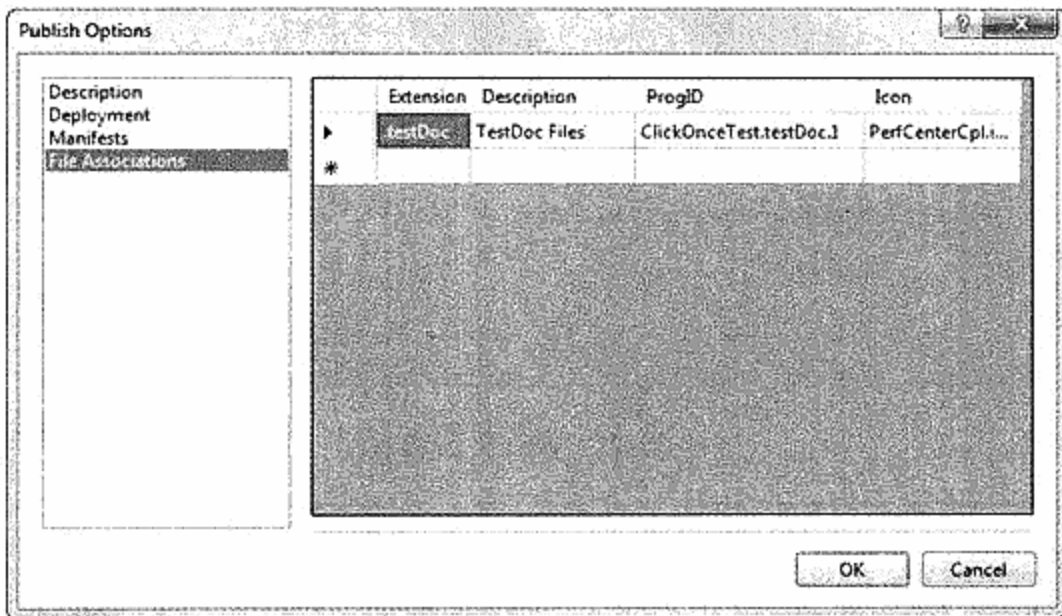 Publish Options
Description
Deployment
Manifests
File Associations
Extension Description ProgID Icon
testDoc TestDoc Files ClickOnceTest.testDoc.1 PerfCenterCpl.i...
OK Cancel